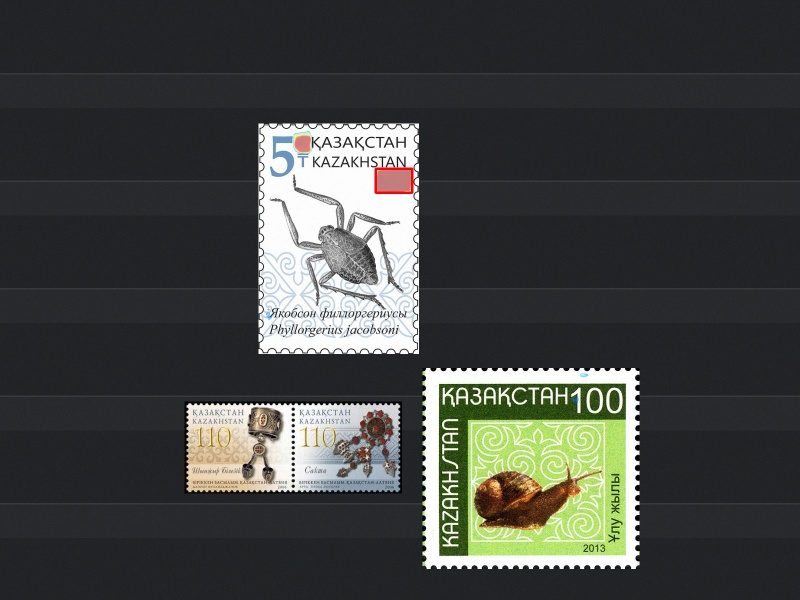 5
₸
ҚАЗАҚСТАН
KAZAKHSTAN
Якобсон филлоргериусы
Phyllorgerius jacobsoni
ҚАЗАҚСТАН
KAZAKHSTAN
110
ҚАЗАҚСТАН
KAZAKHSTAN
110
Сакта
ҚАЗАҚСТАН 100
KAZAKHSTAN
Ұлу жылы
2013